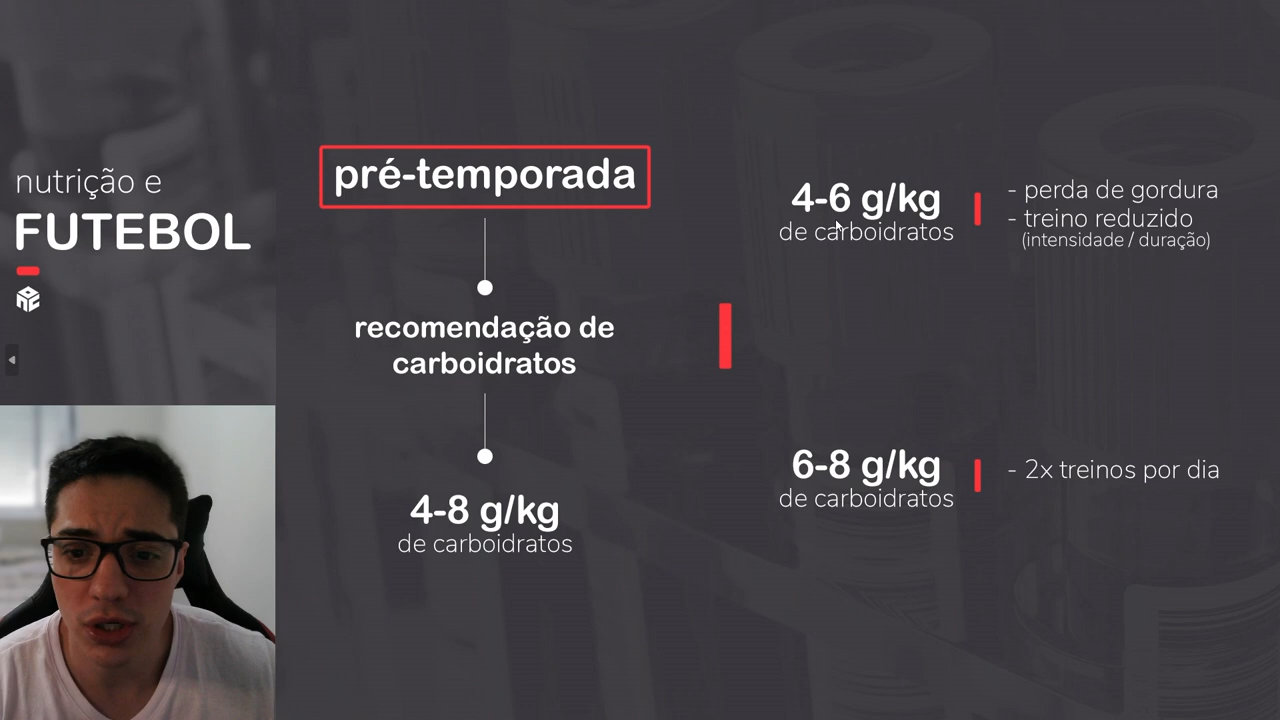 nutrição e
FUTEBOL
pré-temporada
recomendação de
carboidratos
4-8 g/kg
de carboidratos
4-6 g/kg
de carboidratos
- perda de gordura
- treino reduzido
(intensidade / duração)
6-8 g/kg
de carboidratos
- 2x treinos por dia